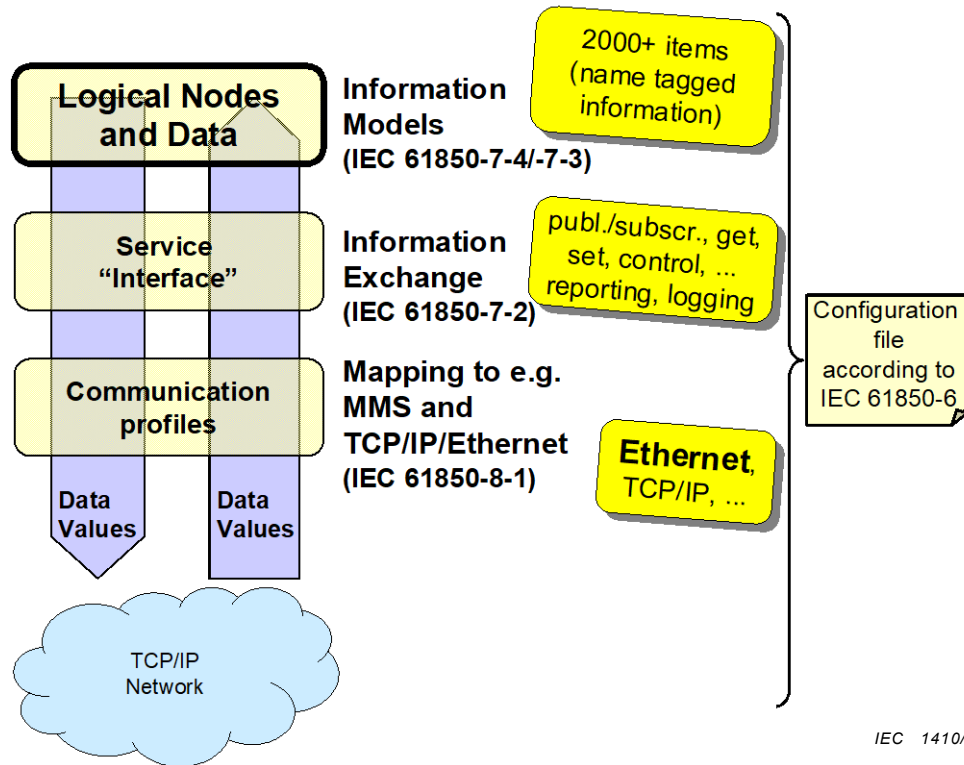 Logical Nodes
and Data
Information
Models
(IEC 61850-7-4/-7-3)
2000+ items
(name tagged
information)
Service
“Interface”
Information
Exchange
(IEC 61850-7-2)
publ./subscr., get,
set, control, ...
reporting, logging
Configuration
file
according to
IEC 61850-6
Communication
profiles
Mapping to e.g.
MMS and
TCP/IP/Ethernet
(IEC 61850-8-1)
Ethernet,
TCP/IP, ...
Data
Values
Data
Values
TCP/IP
Network
IEC 1410/